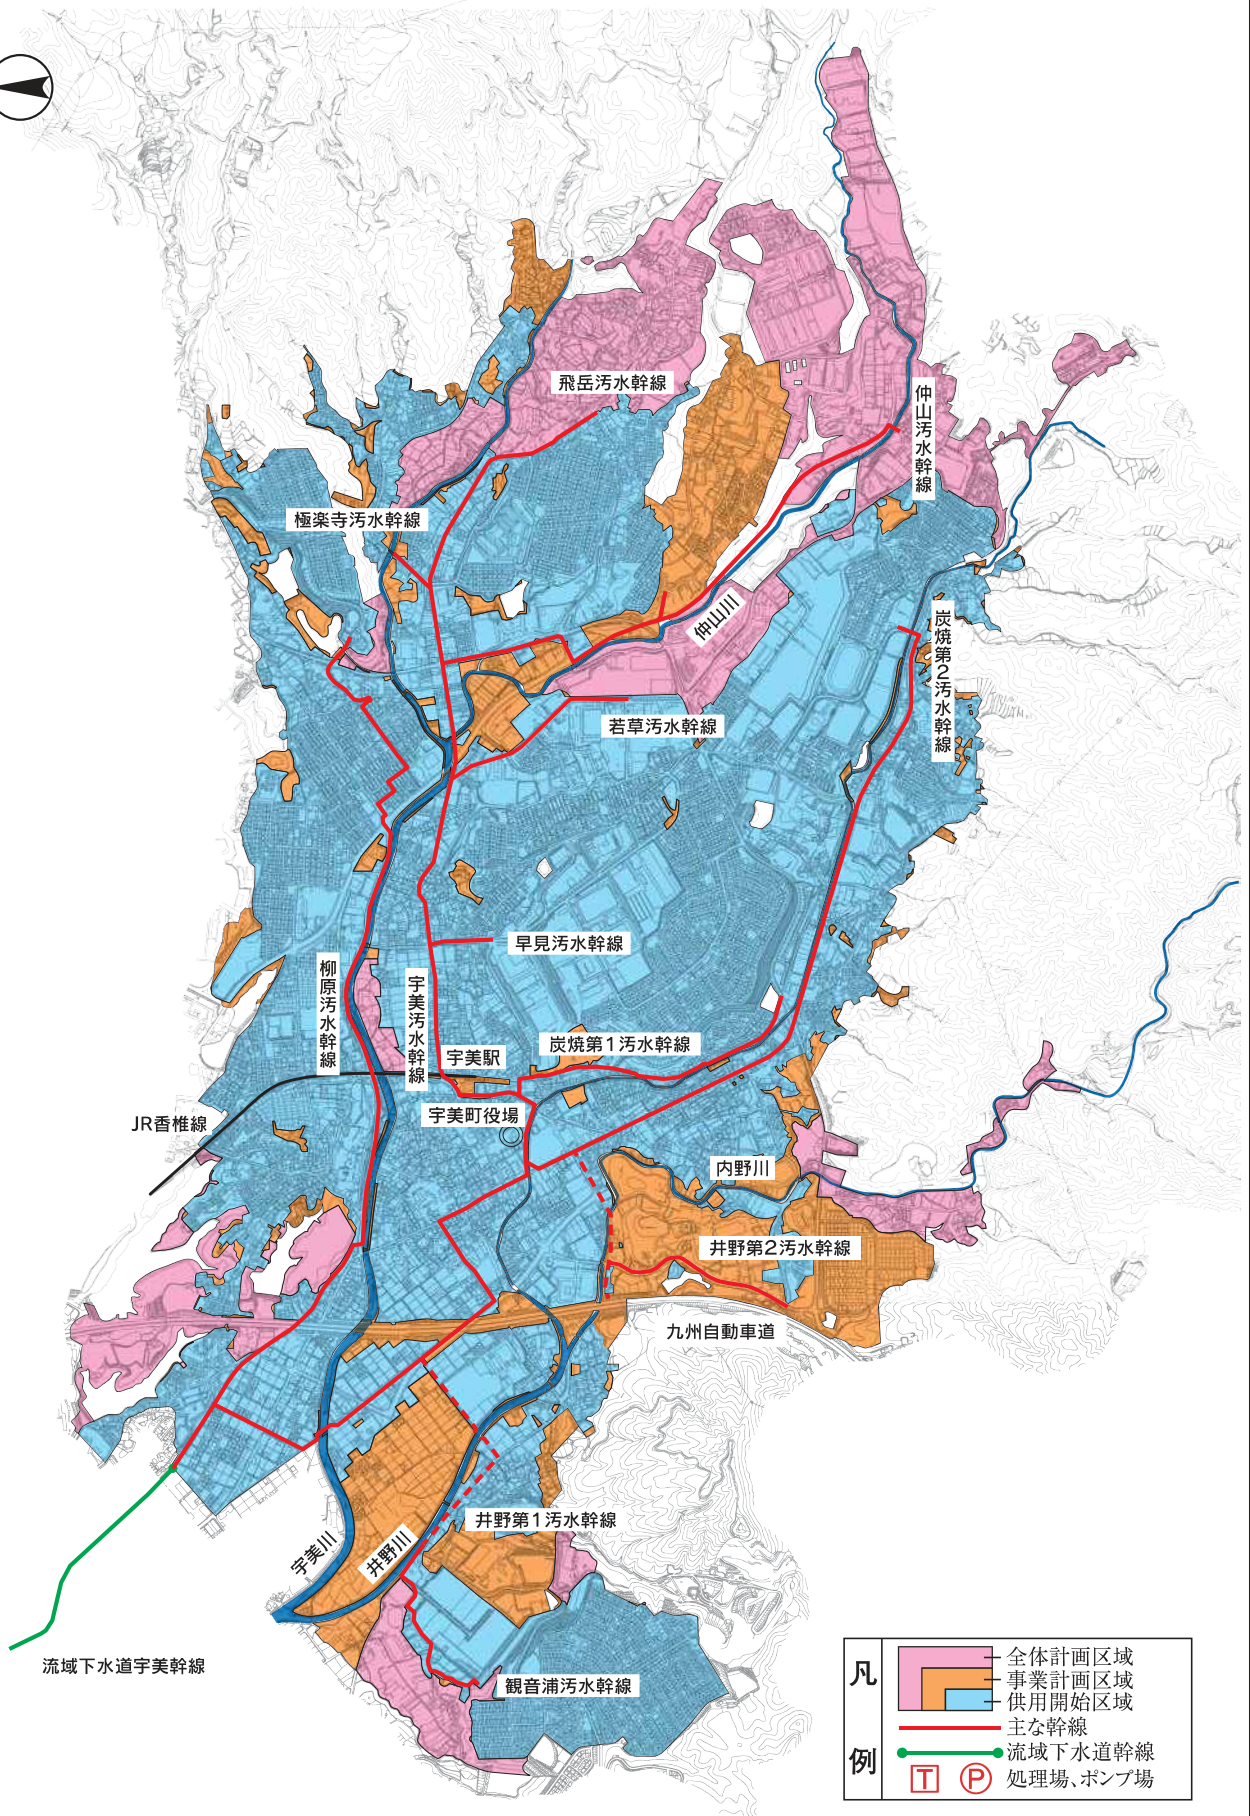 飛岳汚水幹線
仲山汚水幹線
極楽寺汚水幹線
仲山川
炭焼第2汚水幹線
若草汚水幹線
早見汚水幹線
柳原汚水幹線
宇美汚水幹線
炭焼第1汚水幹線
宇美駅
宇美町役場
JR香椎線
内野川
井野第2汚水幹線
九州自動車道
井野第1汚水幹線
宇美川
井野川
流域下水道宇美幹線
観音浦汚水幹線
凡例
全体計画区域
事業計画区域
供用開始区域
主な幹線
流域下水道幹線
T P 処理場、ポンプ場